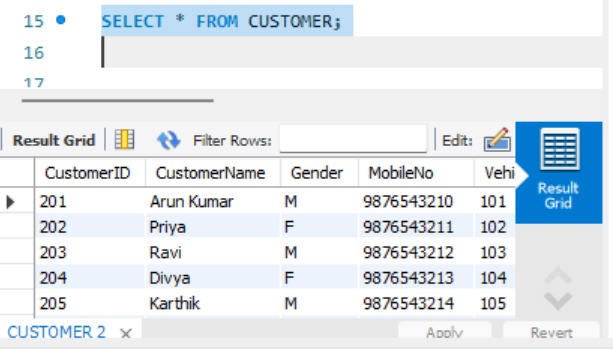 15 SELECT * FROM CUSTOMER;
16
17
Result Grid Filter Rows: Edit:
CustomerID CustomerName Gender MobileNo Vehi
201 Arun Kumar M 9876543210 101
202 Priya F 9876543211 102
203 Ravi M 9876543212 103
204 Divya F 9876543213 104
205 Karthik M 9876543214 105
Result
Grid
CUSTOMER 2 × Apply Revert